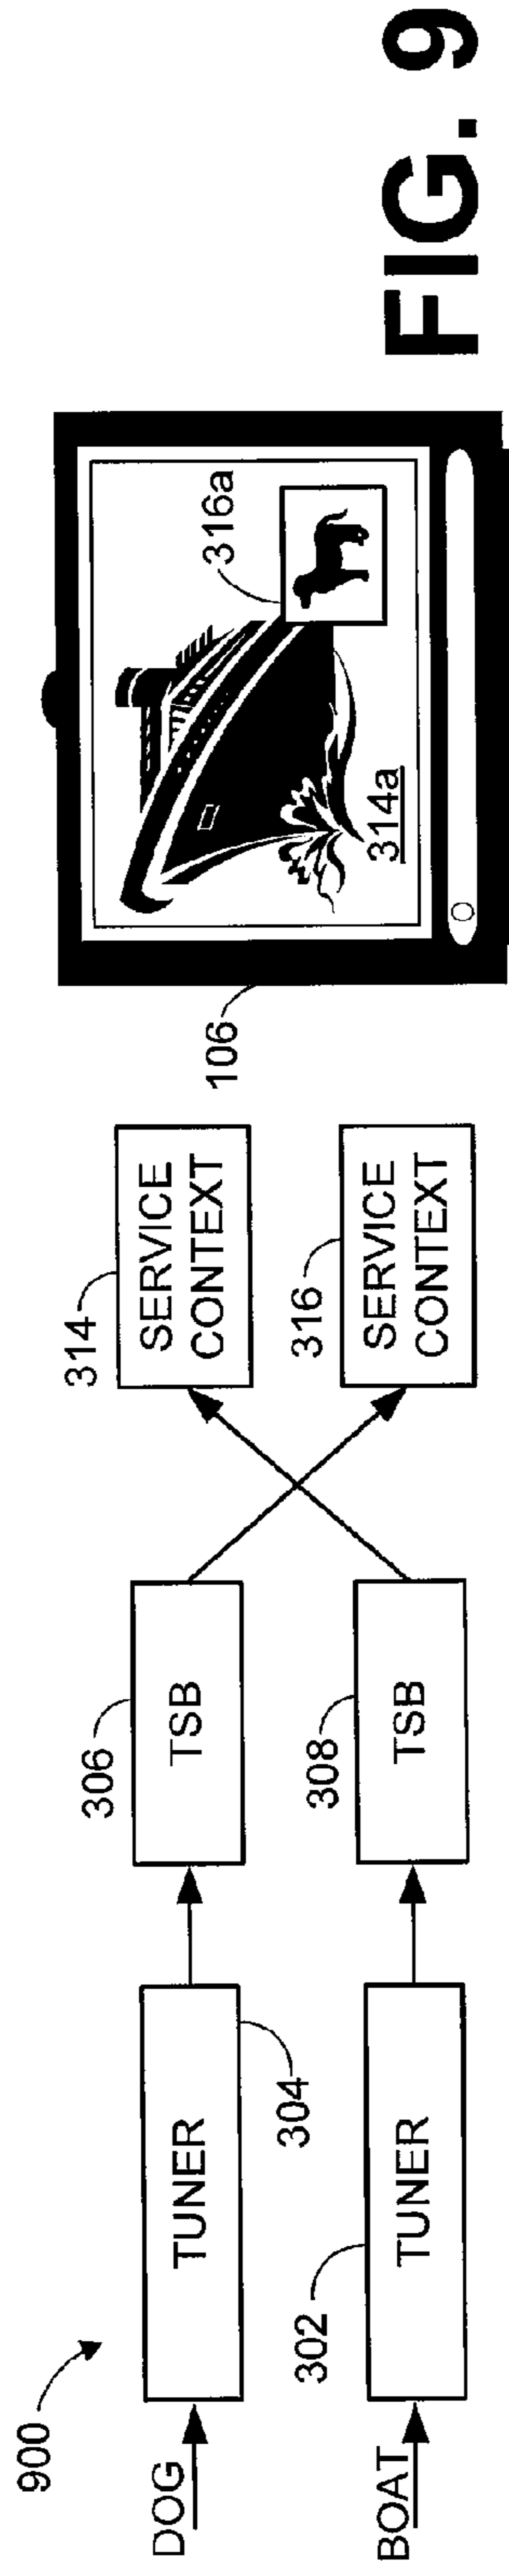 900
DOG
TUNER
304
306
TSB
314
SERVICE
CONTEXT
BOAT
302
TUNER
308
TSB
316
SERVICE
CONTEXT
106
314a
316a
FIG. 9